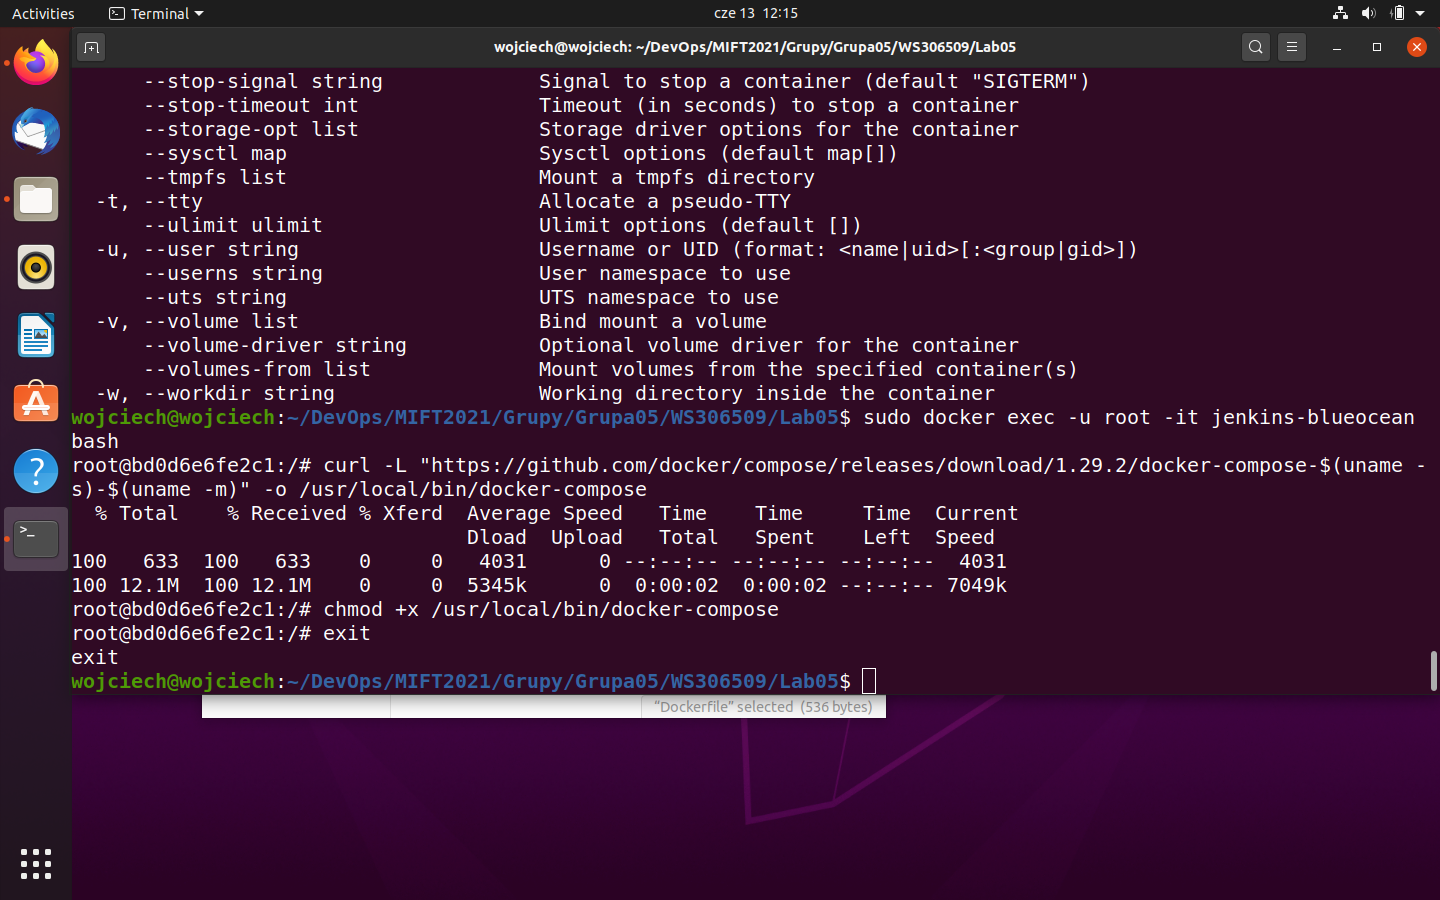 Activities Terminal cze 13 12:15
wojciech@wojciech: ~/DevOps/MIFT2021/Grupy/Grupa05/WS306509/Lab05
      --stop-signal string             Signal to stop a container (default "SIGTERM")
      --stop-timeout int               Timeout (in seconds) to stop a container
      --storage-opt list               Storage driver options for the container
      --sysctl map                     Sysctl options (default map[])
      --tmpfs list                     Mount a tmpfs directory
  -t, --tty                            Allocate a pseudo-TTY
      --ulimit ulimit                  Ulimit options (default [])
  -u, --user string                    Username or UID (format: <name|uid>[:<group|gid>])
      --userns string                  User namespace to use
      --uts string                     UTS namespace to use
  -v, --volume list                    Bind mount a volume
      --volume-driver string           Optional volume driver for the container
      --volumes-from list              Mount volumes from the specified container(s)
  -w, --workdir string                 Working directory inside the container
wojciech@wojciech:~/DevOps/MIFT2021/Grupy/Grupa05/WS306509/Lab05$ sudo docker exec -u root -it jenkins-blueocean
bash
root@bd0d6e6fe2c1:/# curl -L "https://github.com/docker/compose/releases/download/1.29.2/docker-compose-$(uname -
s)-$(uname -m)" -o /usr/local/bin/docker-compose
  % Total    % Received % Xferd  Average Speed   Time    Time     Time  Current
                                 Dload  Upload   Total   Spent    Left  Speed
100   633  100   633    0     0   4031      0 --:--:-- --:--:-- --:--:--  4031
100 12.1M  100 12.1M    0     0  5345k      0  0:00:02  0:00:02 --:--:-- 7049k
root@bd0d6e6fe2c1:/# chmod +x /usr/local/bin/docker-compose
root@bd0d6e6fe2c1:/# exit
exit
wojciech@wojciech:~/DevOps/MIFT2021/Grupy/Grupa05/WS306509/Lab05$
"Dockerfile" selected (536 bytes)